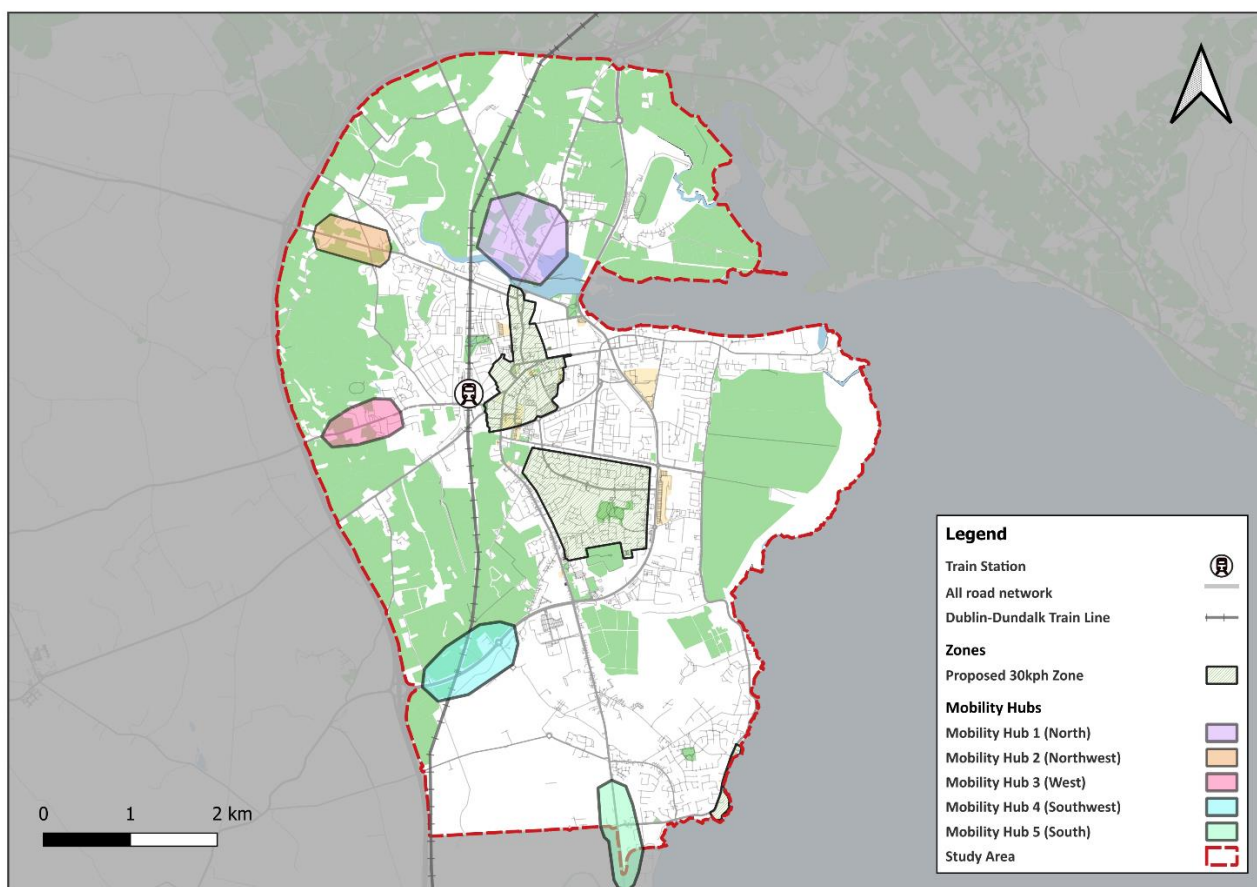 Legend
Train Station
All road network
Dublin-Dundalk Train Line
Zones
Proposed 30kph Zone
Mobility Hubs
Mobility Hub 1 (North)
Mobility Hub 2 (Northwest)
Mobility Hub 3 (West)
Mobility Hub 4 (Southwest)
Mobility Hub 5 (South)
Study Area
0 1 2 km